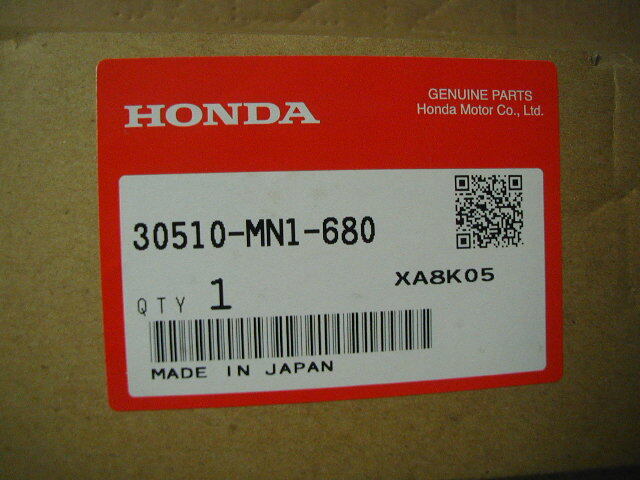 HONDA
GENUINE PARTS
Honda Motor Co., Ltd.
30510-MN1-680
XA8K05
QTY 1
MADE IN JAPAN